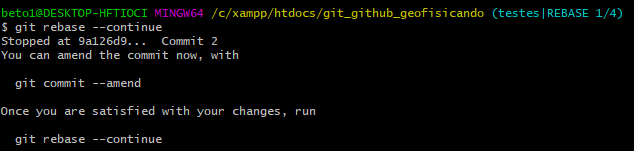 beto1@DESKTOP-HFTIOCI MINGW64 /c/xampp/htdocs/git_github_geofisicando (testes|REBASE 1/4)
$ git rebase --continue
Stopped at 9a126d9... Commit 2
You can amend the commit now, with
git commit --amend
Once you are satisfied with your changes, run
git rebase --continue